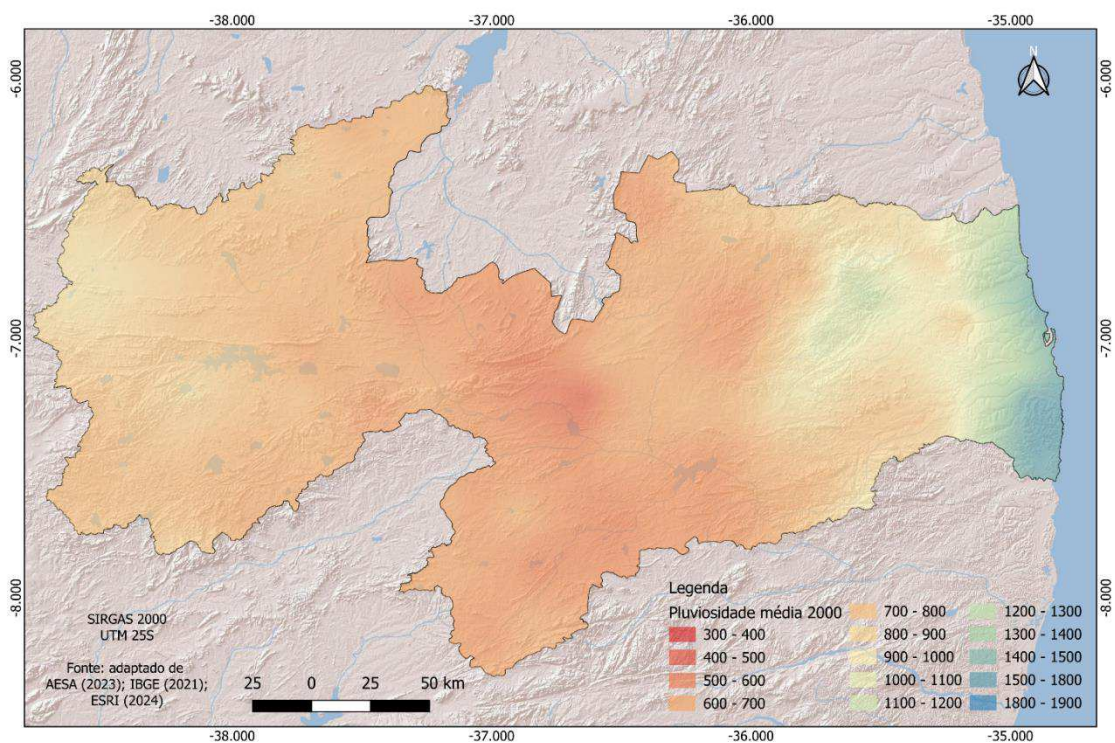 -38.000
-37.000
-36.000
-35.000
-6.000
-6.000
N
-7.000
-7.000
-8.000
-8.000
Legenda
Pluviosidade média 2000
300 - 400
400 - 500
500 - 600
600 - 700
700 - 800
800 - 900
900 - 1000
1000 - 1100
1100 - 1200
1200 - 1300
1300 - 1400
1400 - 1500
1500 - 1800
1800 - 1900
SIRGAS 2000
UTM 25S
Fonte: adaptado de
AESA (2023); IBGE (2021);
ESRI (2024)
25 0 25 50 km
-38.000
-37.000
-36.000
-35.000